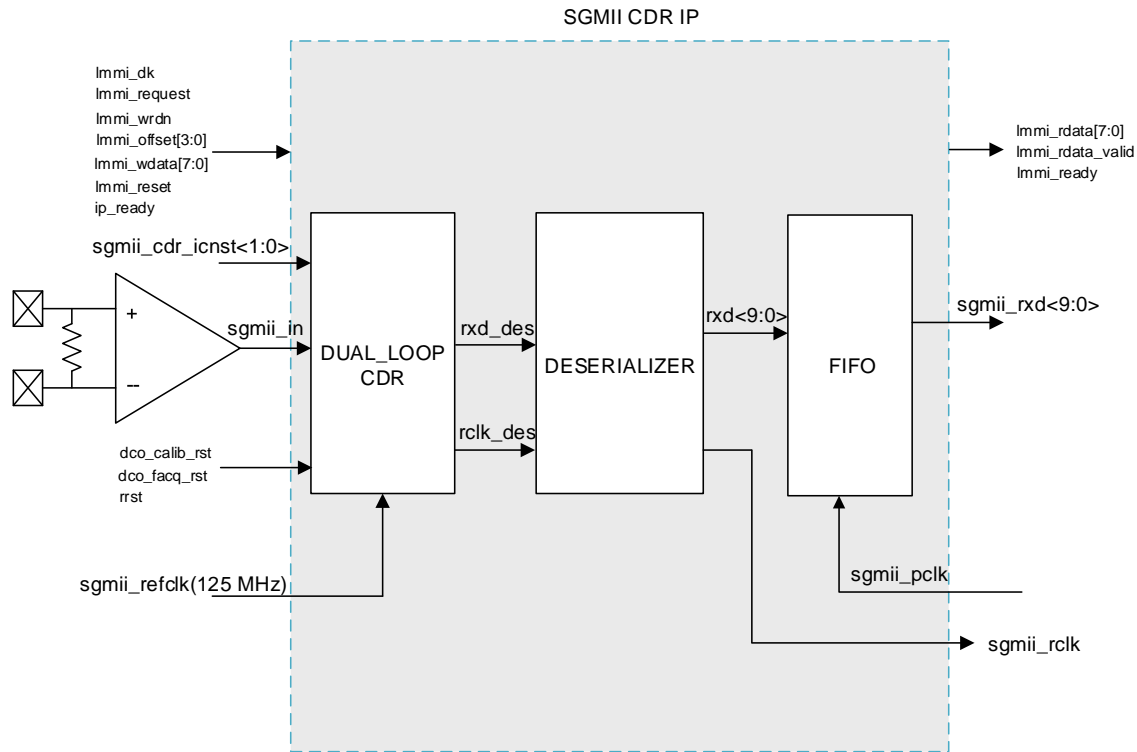 SGMII CDR IP
lmmi_clk
lmmi_request
lmmi_wrdn
lmmi_offset[3:0]
lmmi_wdata[7:0]
lmmi_reset
ip_ready
lmmi_rdata[7:0]
lmmi_rdata_valid
lmmi_ready
sgmii_cdr_icnst<1:0>
+
--
sgmii_in
DUAL_LOOP
CDR
rxd_des
rclk_des
DESERIALIZER
rxd<9:0>
FIFO
sgmii_rxd<9:0>
dco_calib_rst
dco_facq_rst
rrst
sgmii_refclk(125 MHz)
sgmii_pclk
sgmii_rclk